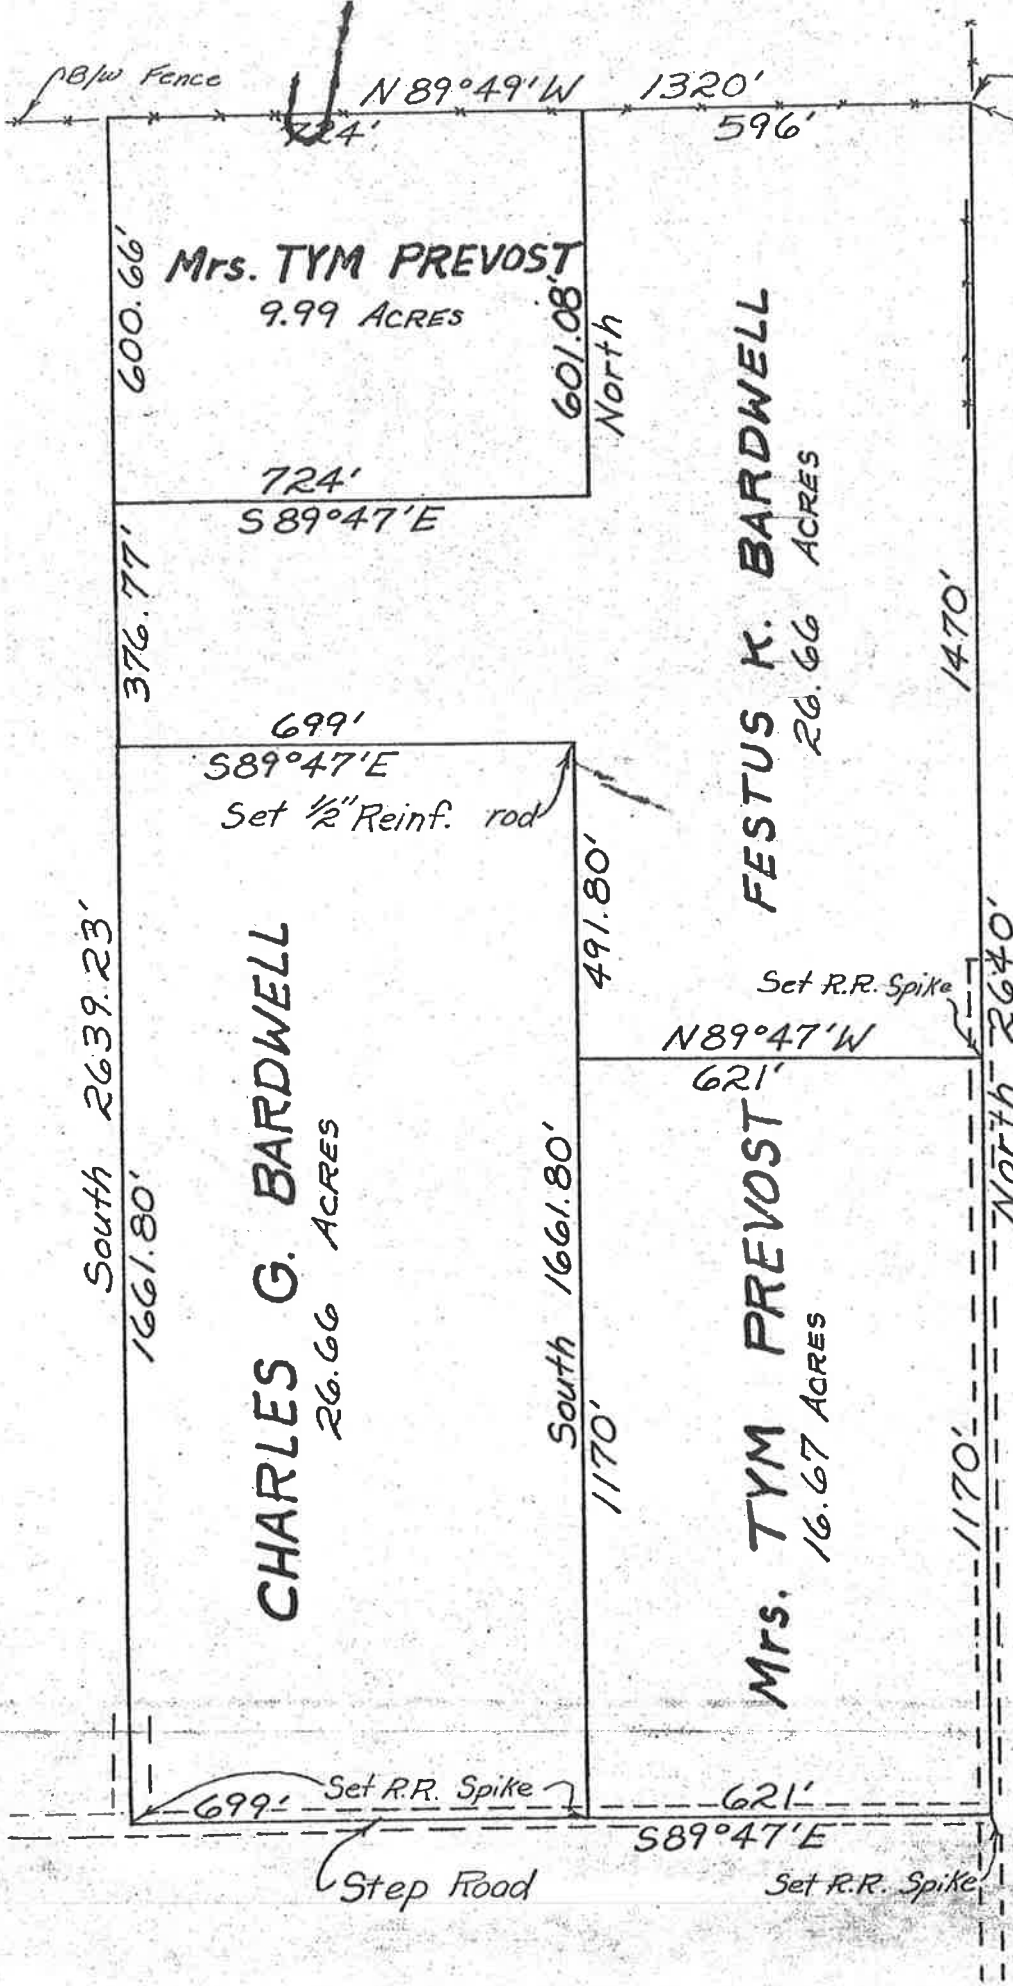 B/W Fence
N 89°49'W 1320'
724'
596'
600.66'
Mrs. TYM PREVOST
9.99 ACRES
601.08'
North
724'
S 89°47'E
376.77'
FESTUS K. BARDWELL
26.66 ACRES
1470'
699'
S89°47'E
Set 1/2" Reinf. rod
491.80'
South 2639.23'
1661.80'
CHARLES G. BARDWELL
26.66 ACRES
Set R.R. Spike
North 2640'
N 89°47'W
621'
South 1661.80'
1170'
Mrs. TYM PREVOST
16.67 ACRES
1170'
699'
Set R.R. Spike
621'
S89°47'E
Step Road
Set R.R. Spike